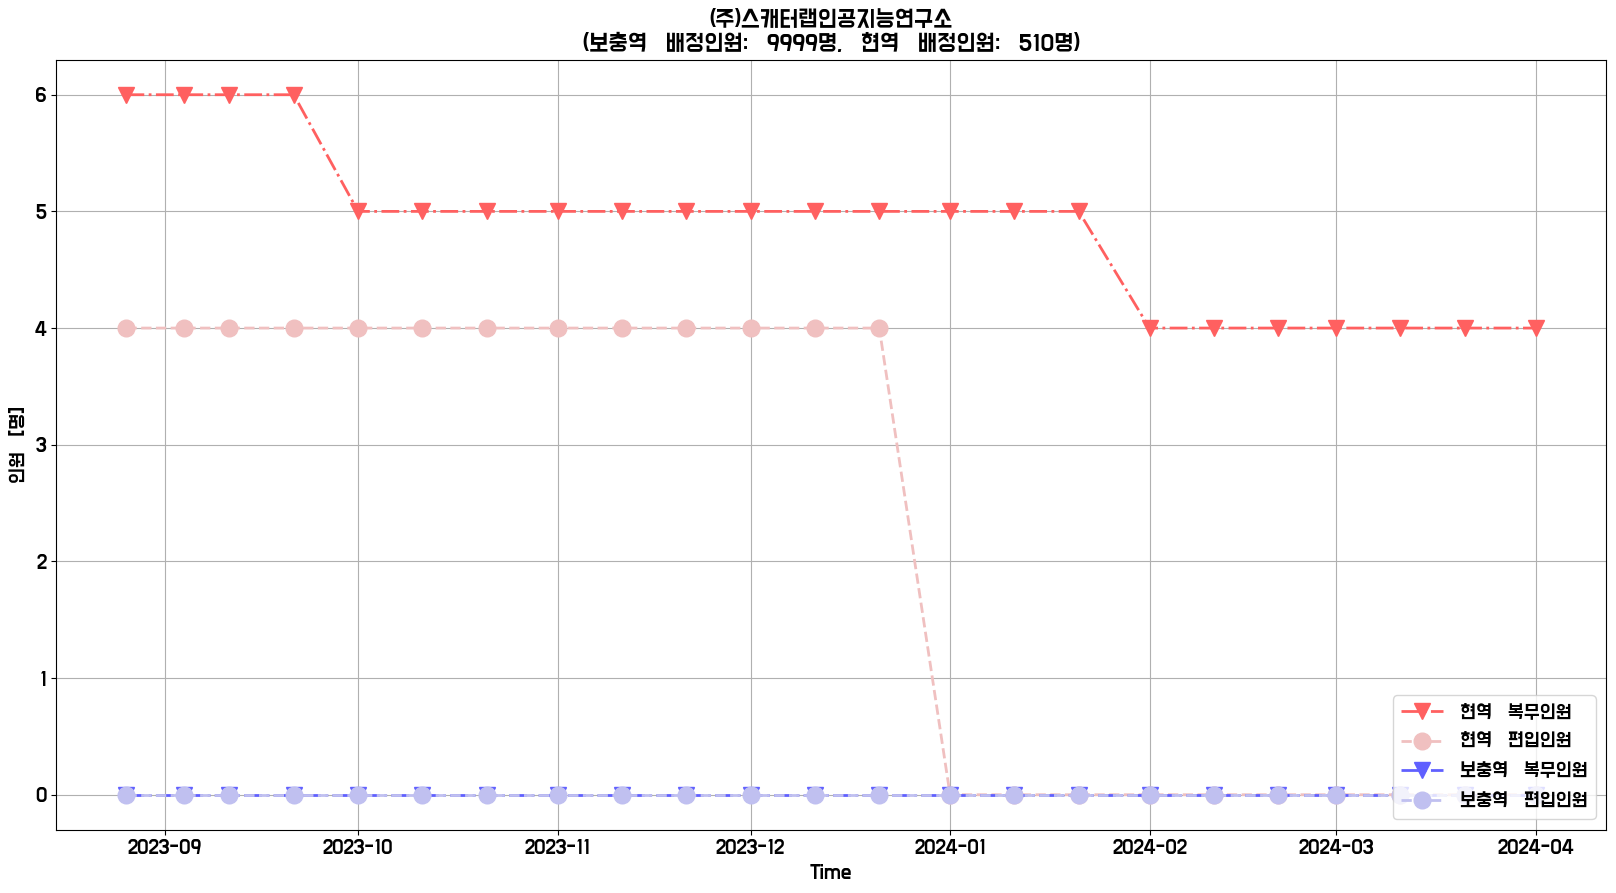 (주)스캐터랩인공지능연구소
(보충역 배정인원: 9999명, 현역 배정인원: 510명)
6
5
4
3
2
1
0
인원 [명]
2023-09 2023-10 2023-11 2023-12 2024-01 2024-02 2024-03 2024-04
Time
현역 복무인원
현역 편입인원
보충역 복무인원
보충역 편입인원